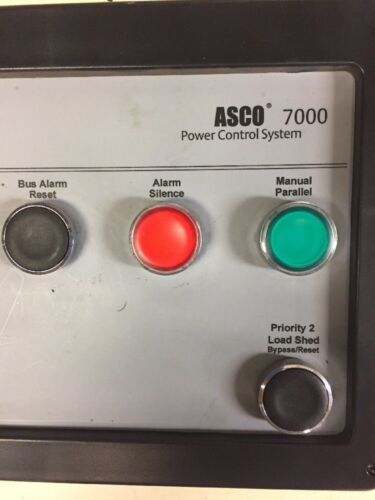 ASCO® 7000
Power Control System
Bus Alarm
Reset
Alarm
Silence
Manual
Parallel
Priority 2
Load Shed
Bypass/Reset